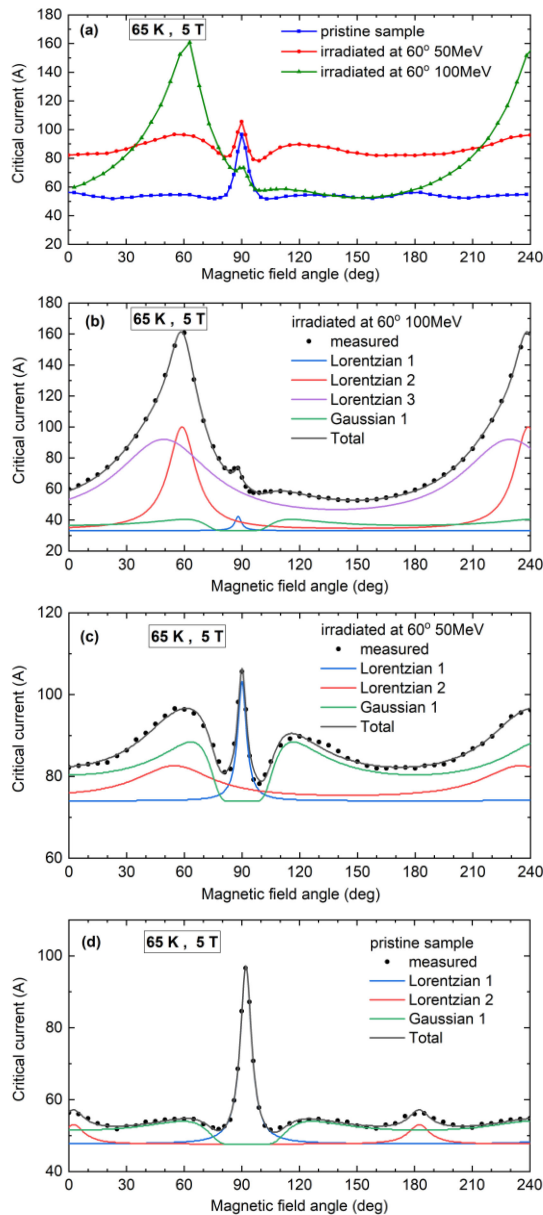 (a)
65 K , 5 T
pristine sample
irradiated at 60° 50MeV
irradiated at 60° 100MeV
Critical current (A)
180
160
140
120
100
80
60
40
20
0 30 60 90 120 150 180 210 240
Magnetic field angle (deg)
(b)
65 K , 5 T
irradiated at 60° 100MeV
measured
Lorentzian 1
Lorentzian 2
Lorentzian 3
Gaussian 1
Total
Critical current (A)
180
160
140
120
100
80
60
40
20
0 30 60 90 120 150 180 210 240
Magnetic field angle (deg)
(c)
65 K , 5 T
irradiated at 60° 50MeV
measured
Lorentzian 1
Lorentzian 2
Gaussian 1
Total
Critical current (A)
120
100
80
60
0 30 60 90 120 150 180 210 240
Magnetic field angle (deg)
(d)
65 K , 5 T
pristine sample
measured
Lorentzian 1
Lorentzian 2
Gaussian 1
Total
Critical current (A)
100
80
60
40
0 30 60 90 120 150 180 210 240
Magnetic field angle (deg)